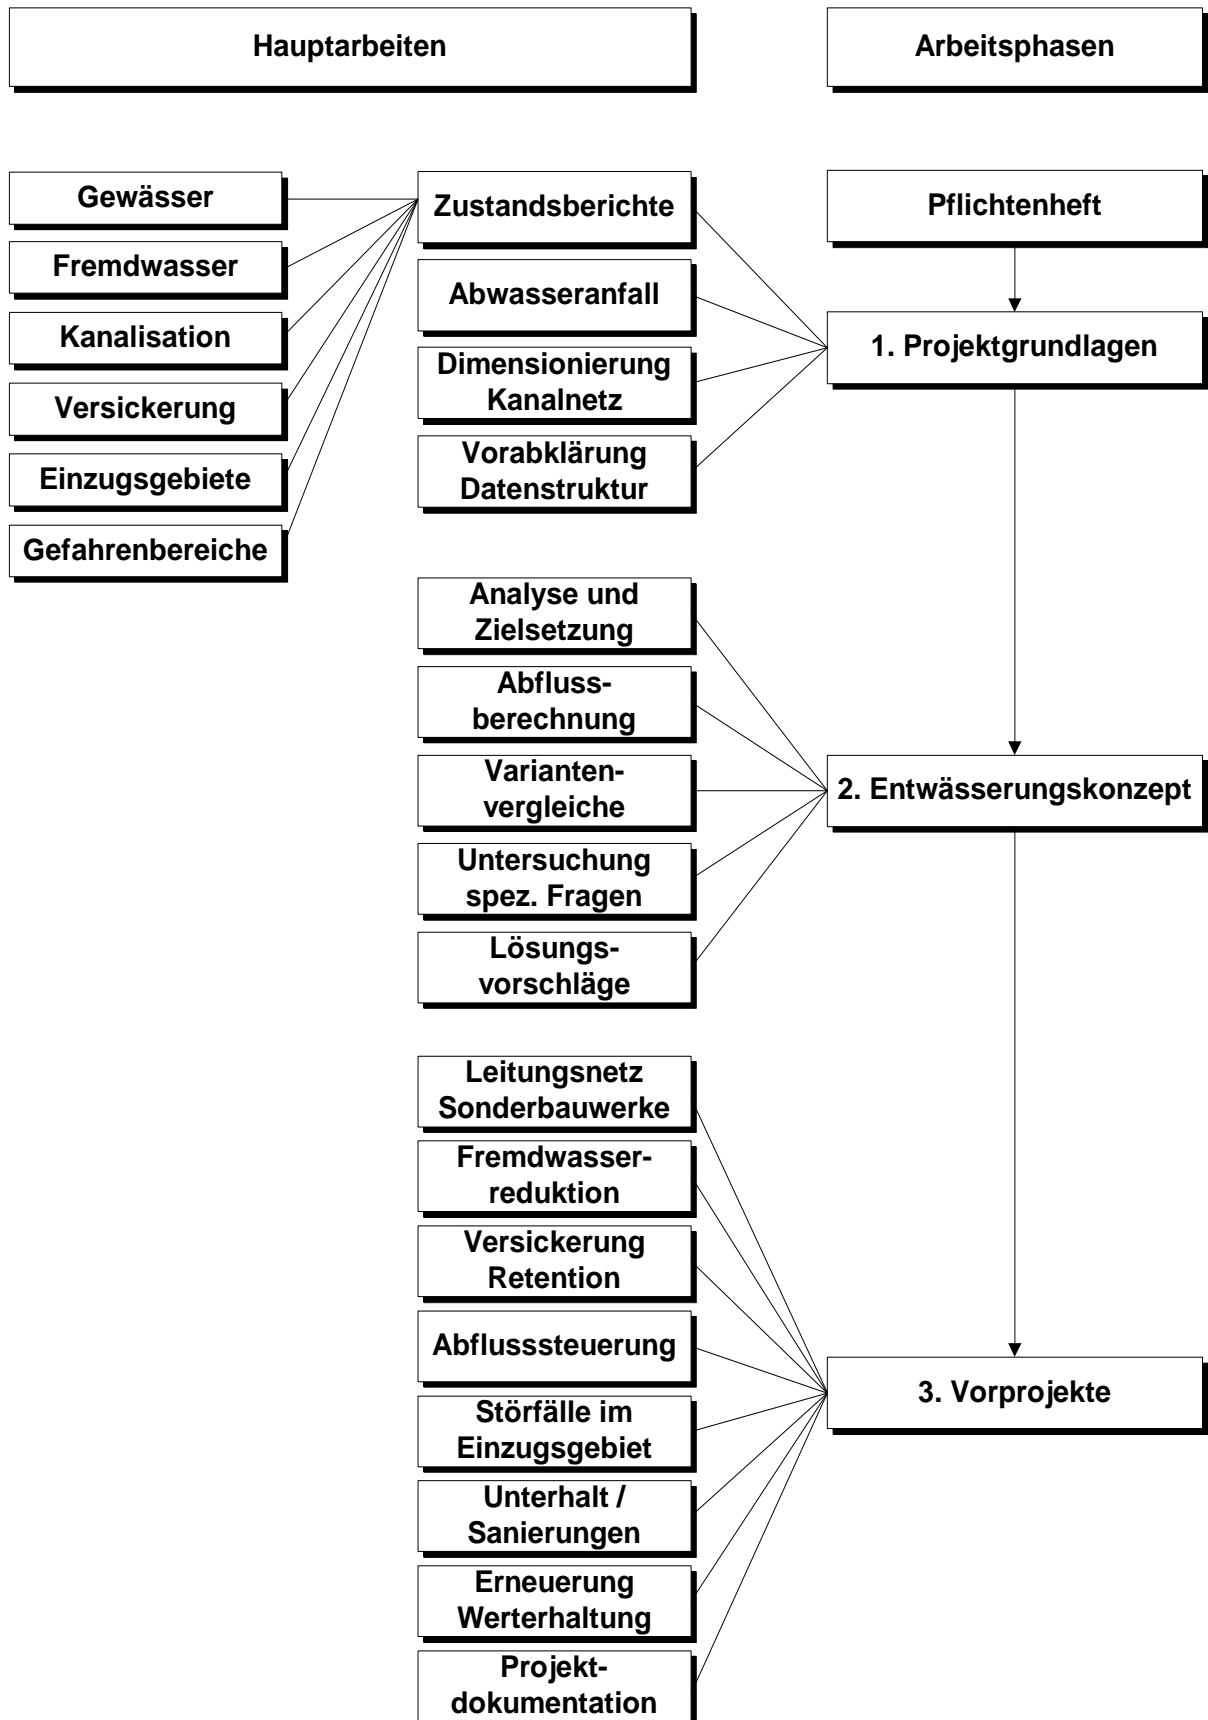 Hauptarbeiten
Arbeitsphasen
Gewässer
Fremdwasser
Kanalisation
Versickerung
Einzugsgebiete
Gefahrenbereiche
Zustandsberichte
Abwasseranfall
Dimensionierung
Kanalnetz
Vorabklärung
Datenstruktur
Pflichtenheft
1. Projektgrundlagen
Analyse und
Zielsetzung
Abfluss-
berechnung
Varianten-
vergleiche
Untersuchung
spez. Fragen
Lösungs-
vorschläge
2. Entwässerungskonzept
Leitungsnetz
Sonderbauwerke
Fremdwasser-
reduktion
Versickerung
Retention
Abflusssteuerung
Störfälle im
Einzugsgebiet
Unterhalt /
Sanierungen
Erneuerung
Werterhaltung
Projekt-
dokumentation
3. Vorprojekte